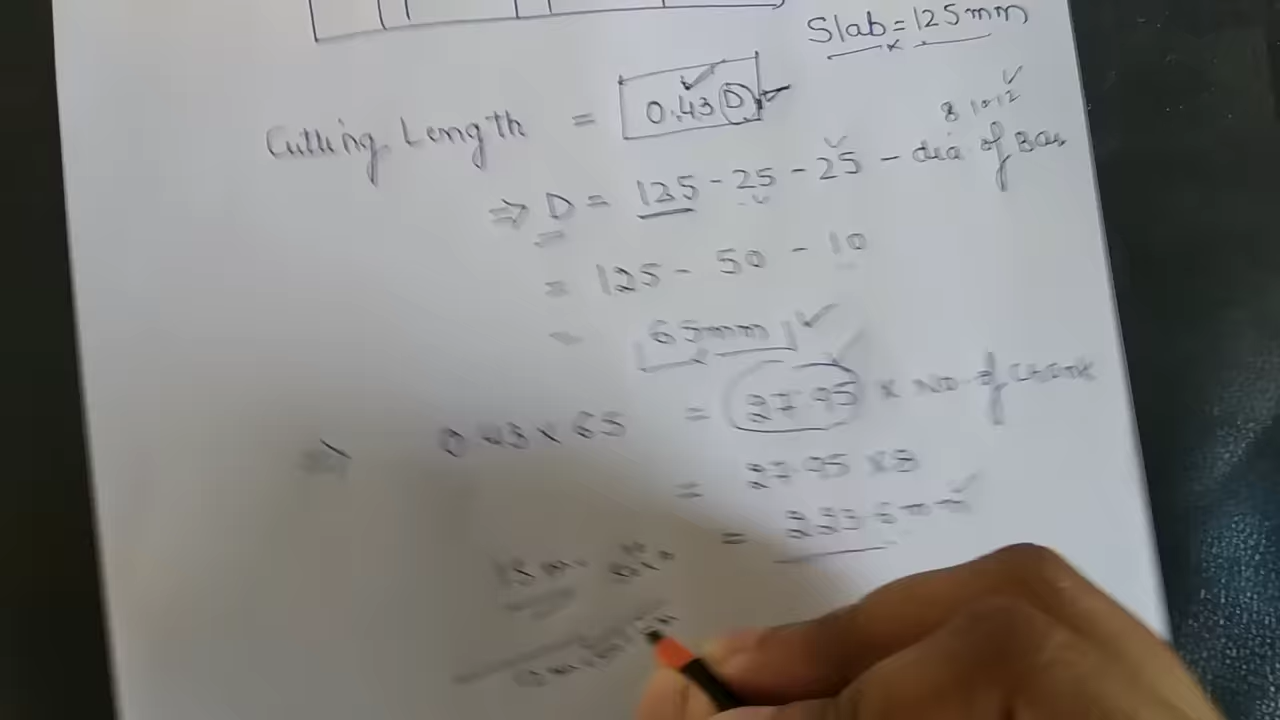 Slab = 125mm
Cutting Length = 0.43 D
8 10 12
⇒ D = 125 - 25 - 25 - dia of Bar
= 125 - 50 - 10
= 65mm
⇒ 0.43 x 65 = 27.95 x No of Crank
= 27.95 x 8
= 223.6mm
15m